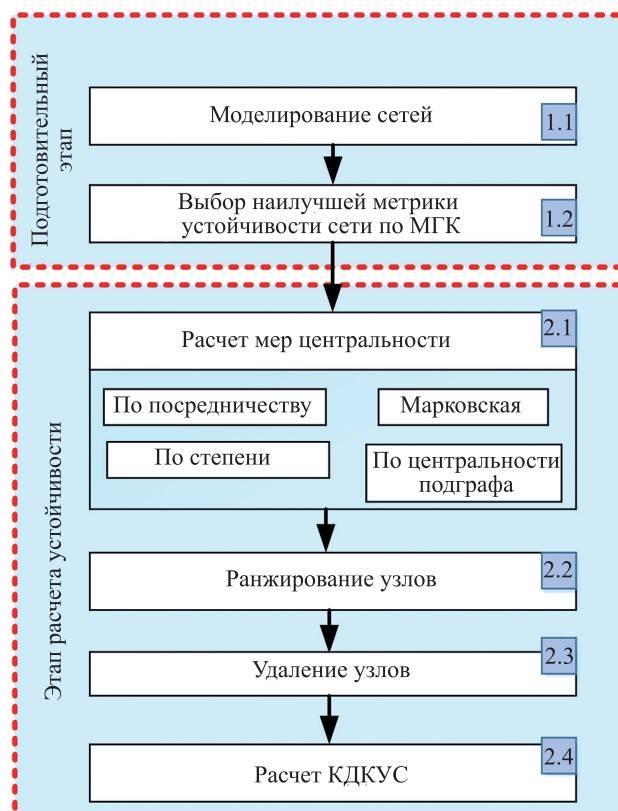 Подготовительный
этап
Моделирование сетей
1.1
Выбор наилучшей метрики
устойчивости сети по МГК
1.2
Этап расчета устойчивости
Расчет мер центральности
2.1
По посредничеству
Марковская
По степени
По центральности
подграфа
Ранжирование узлов
2.2
Удаление узлов
2.3
Расчет КДКУС
2.4